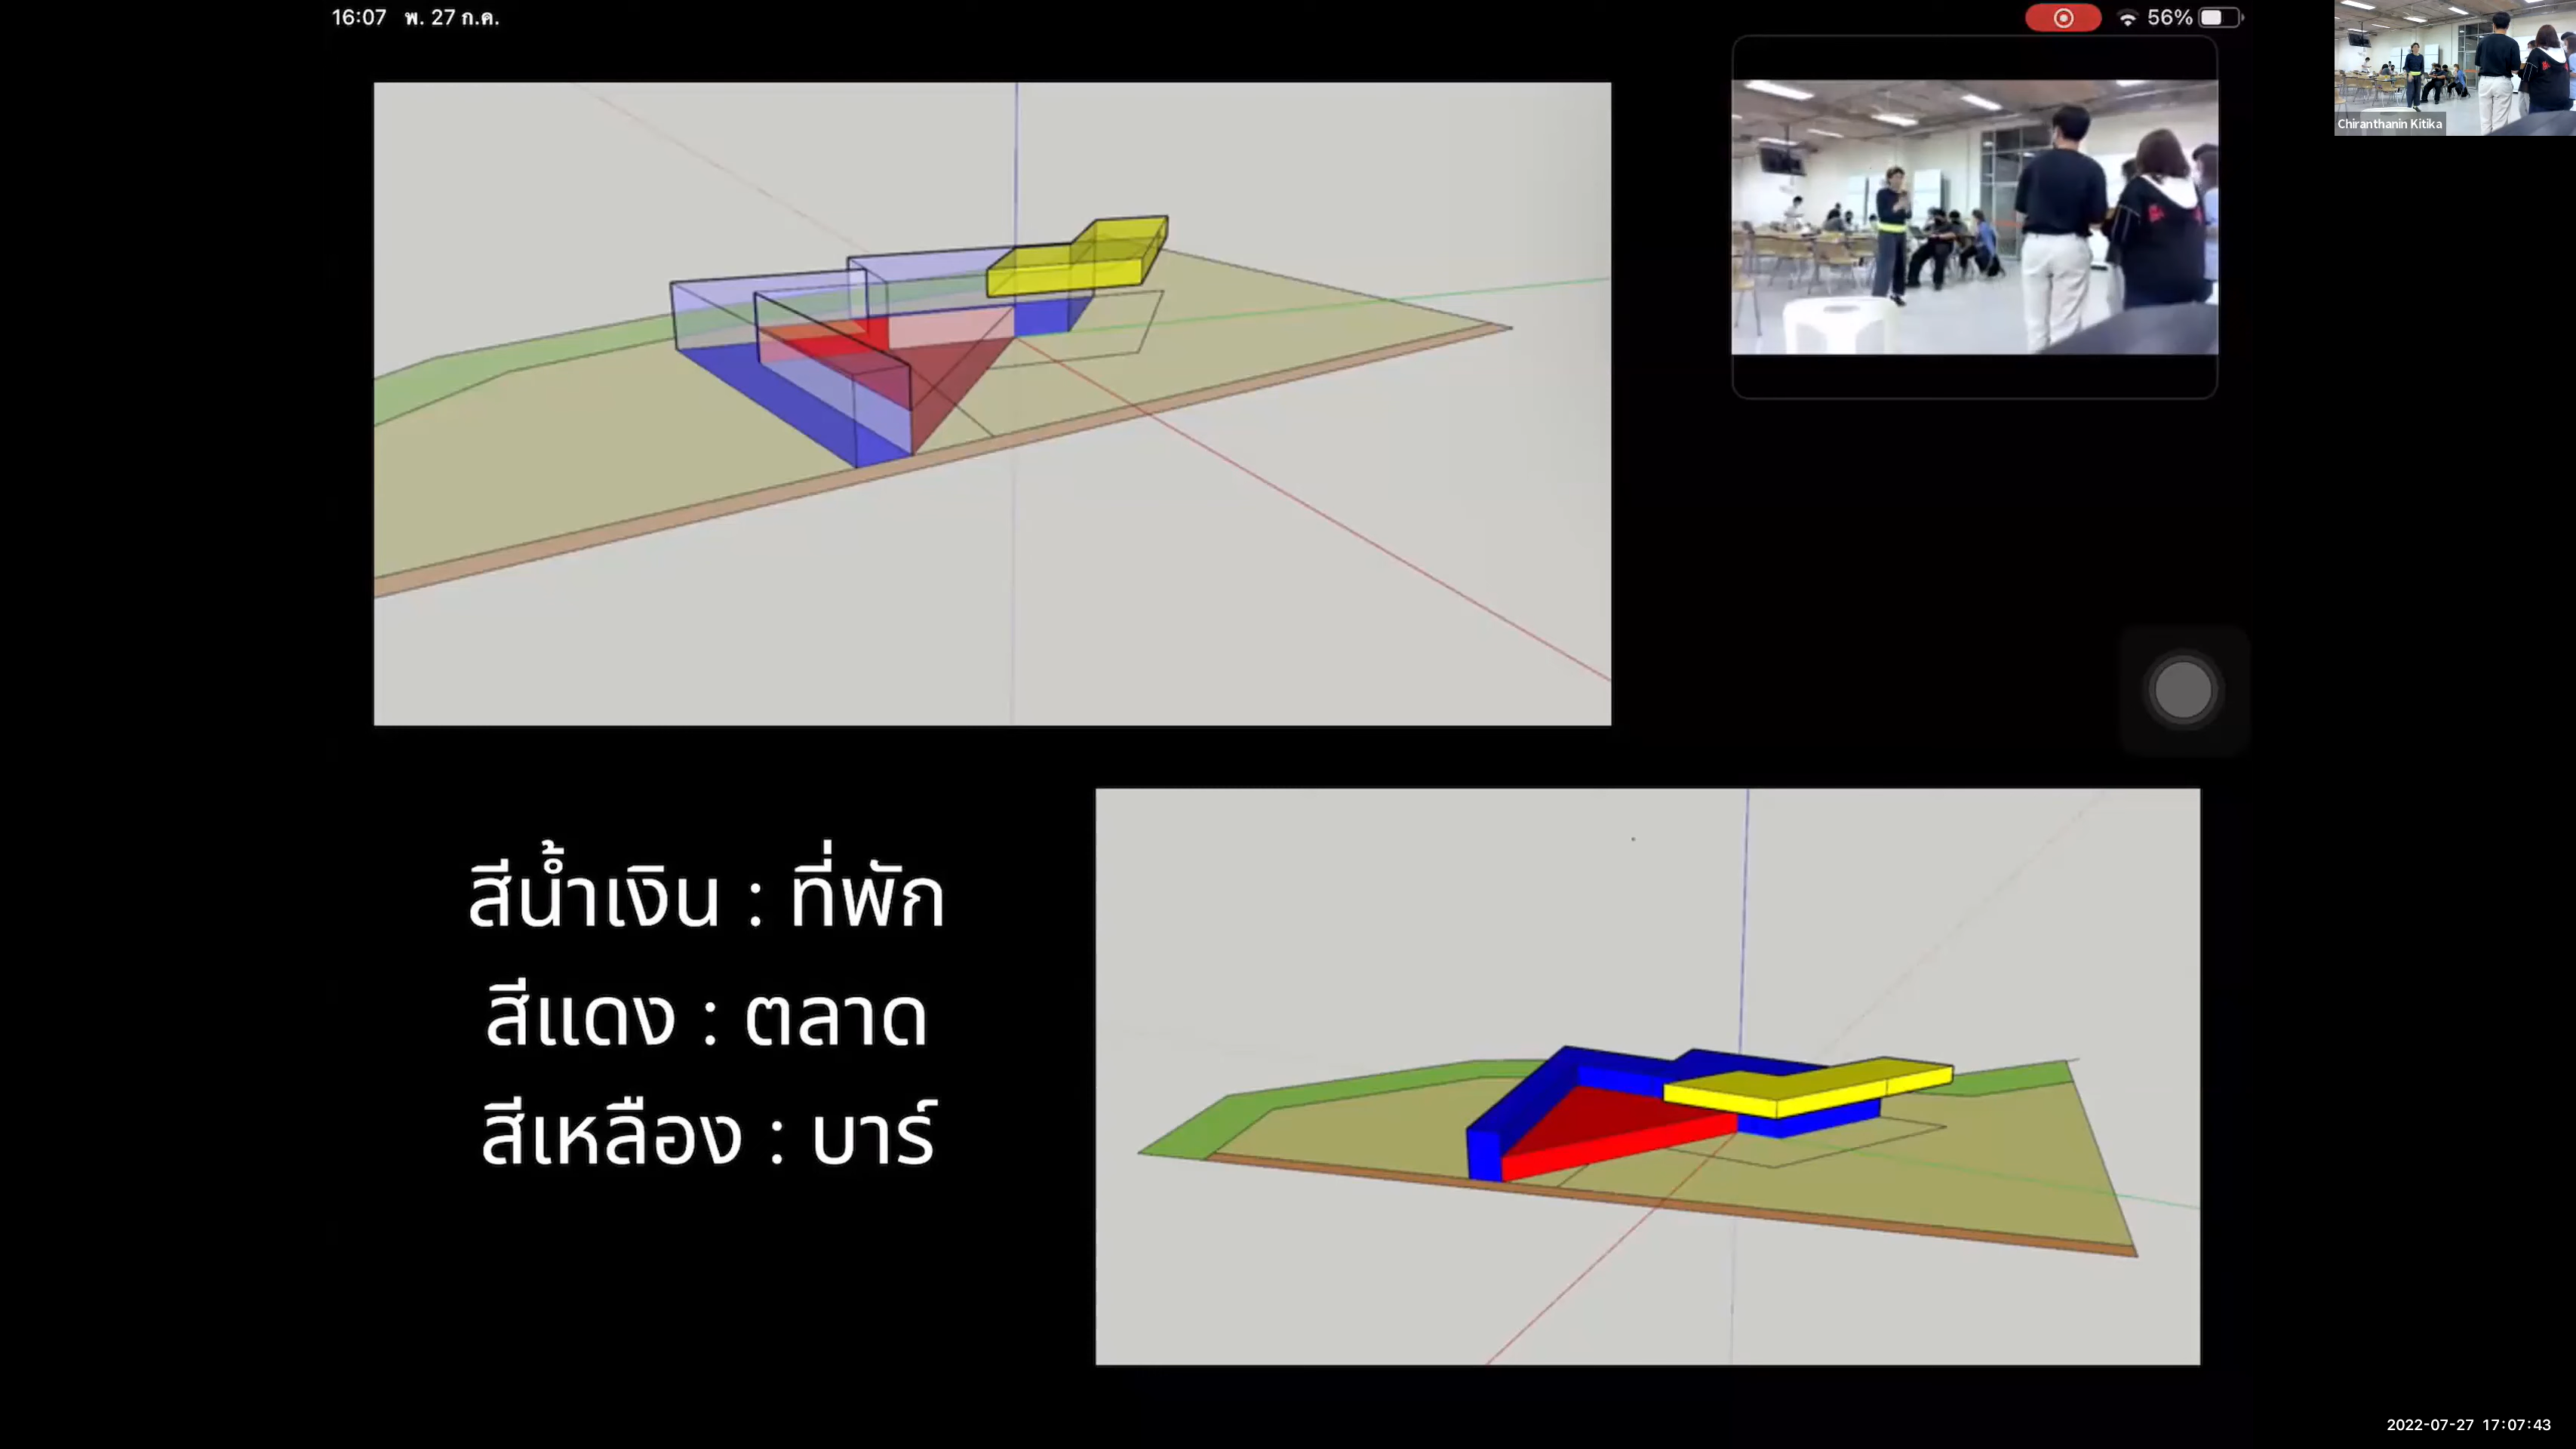 16:07 พ. 27 ก.ค.
56%
Chiranthanin Kitika
สีน้ำเงิน : ที่พัก
สีแดง : ตลาด
สีเหลือง : บาร์
2022-07-27 17:07:43